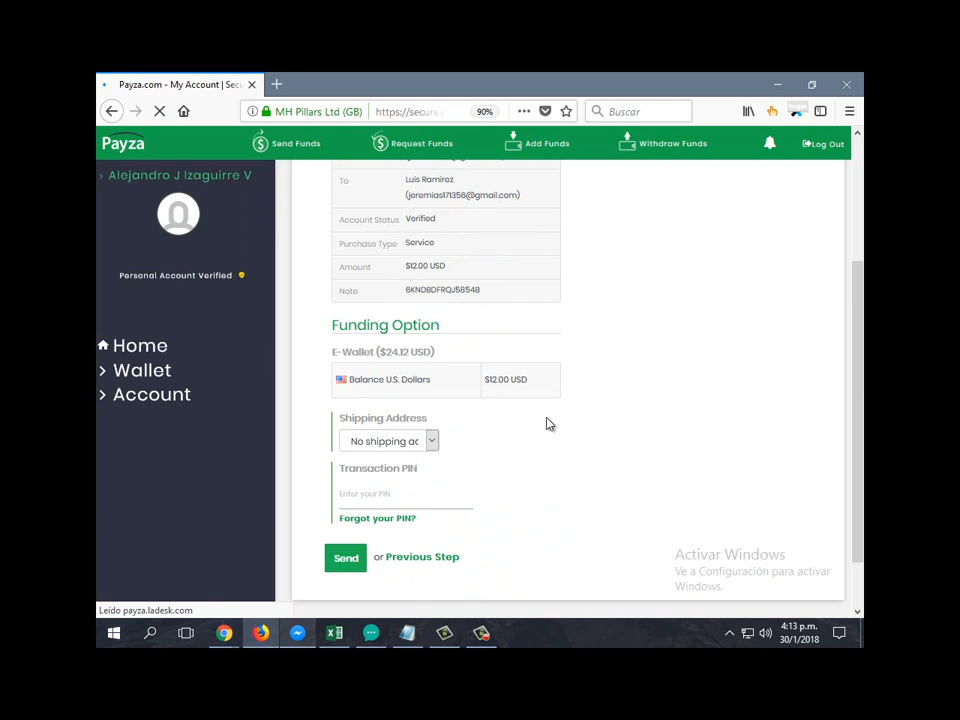 Payza.com - My Account | Secu
MH Pillars Ltd (GB)
https://secure
90%
Buscar
login
Payza
Send Funds
Request Funds
Add Funds
Withdraw Funds
Log Out
Alejandro J Izaguirre V
Personal Account Verified
Home
Wallet
Account
To
Luis Ramirez
(jeremias171356@gmail.com)
Account Status Verified
Purchase Type Service
Amount $12.00 USD
Note 6KNDBDFRQJ5854B
Funding Option
E-Wallet ($24.12 USD)
Balance U.S. Dollars $12.00 USD
Shipping Address
No shipping ac
Transaction PIN
Enter your PIN
Forgot your PIN?
Send or Previous Step
Activar Windows
Ve a Configuración para activar
Windows.
Leído payza.ladesk.com
4:13 p.m.
30/1/2018